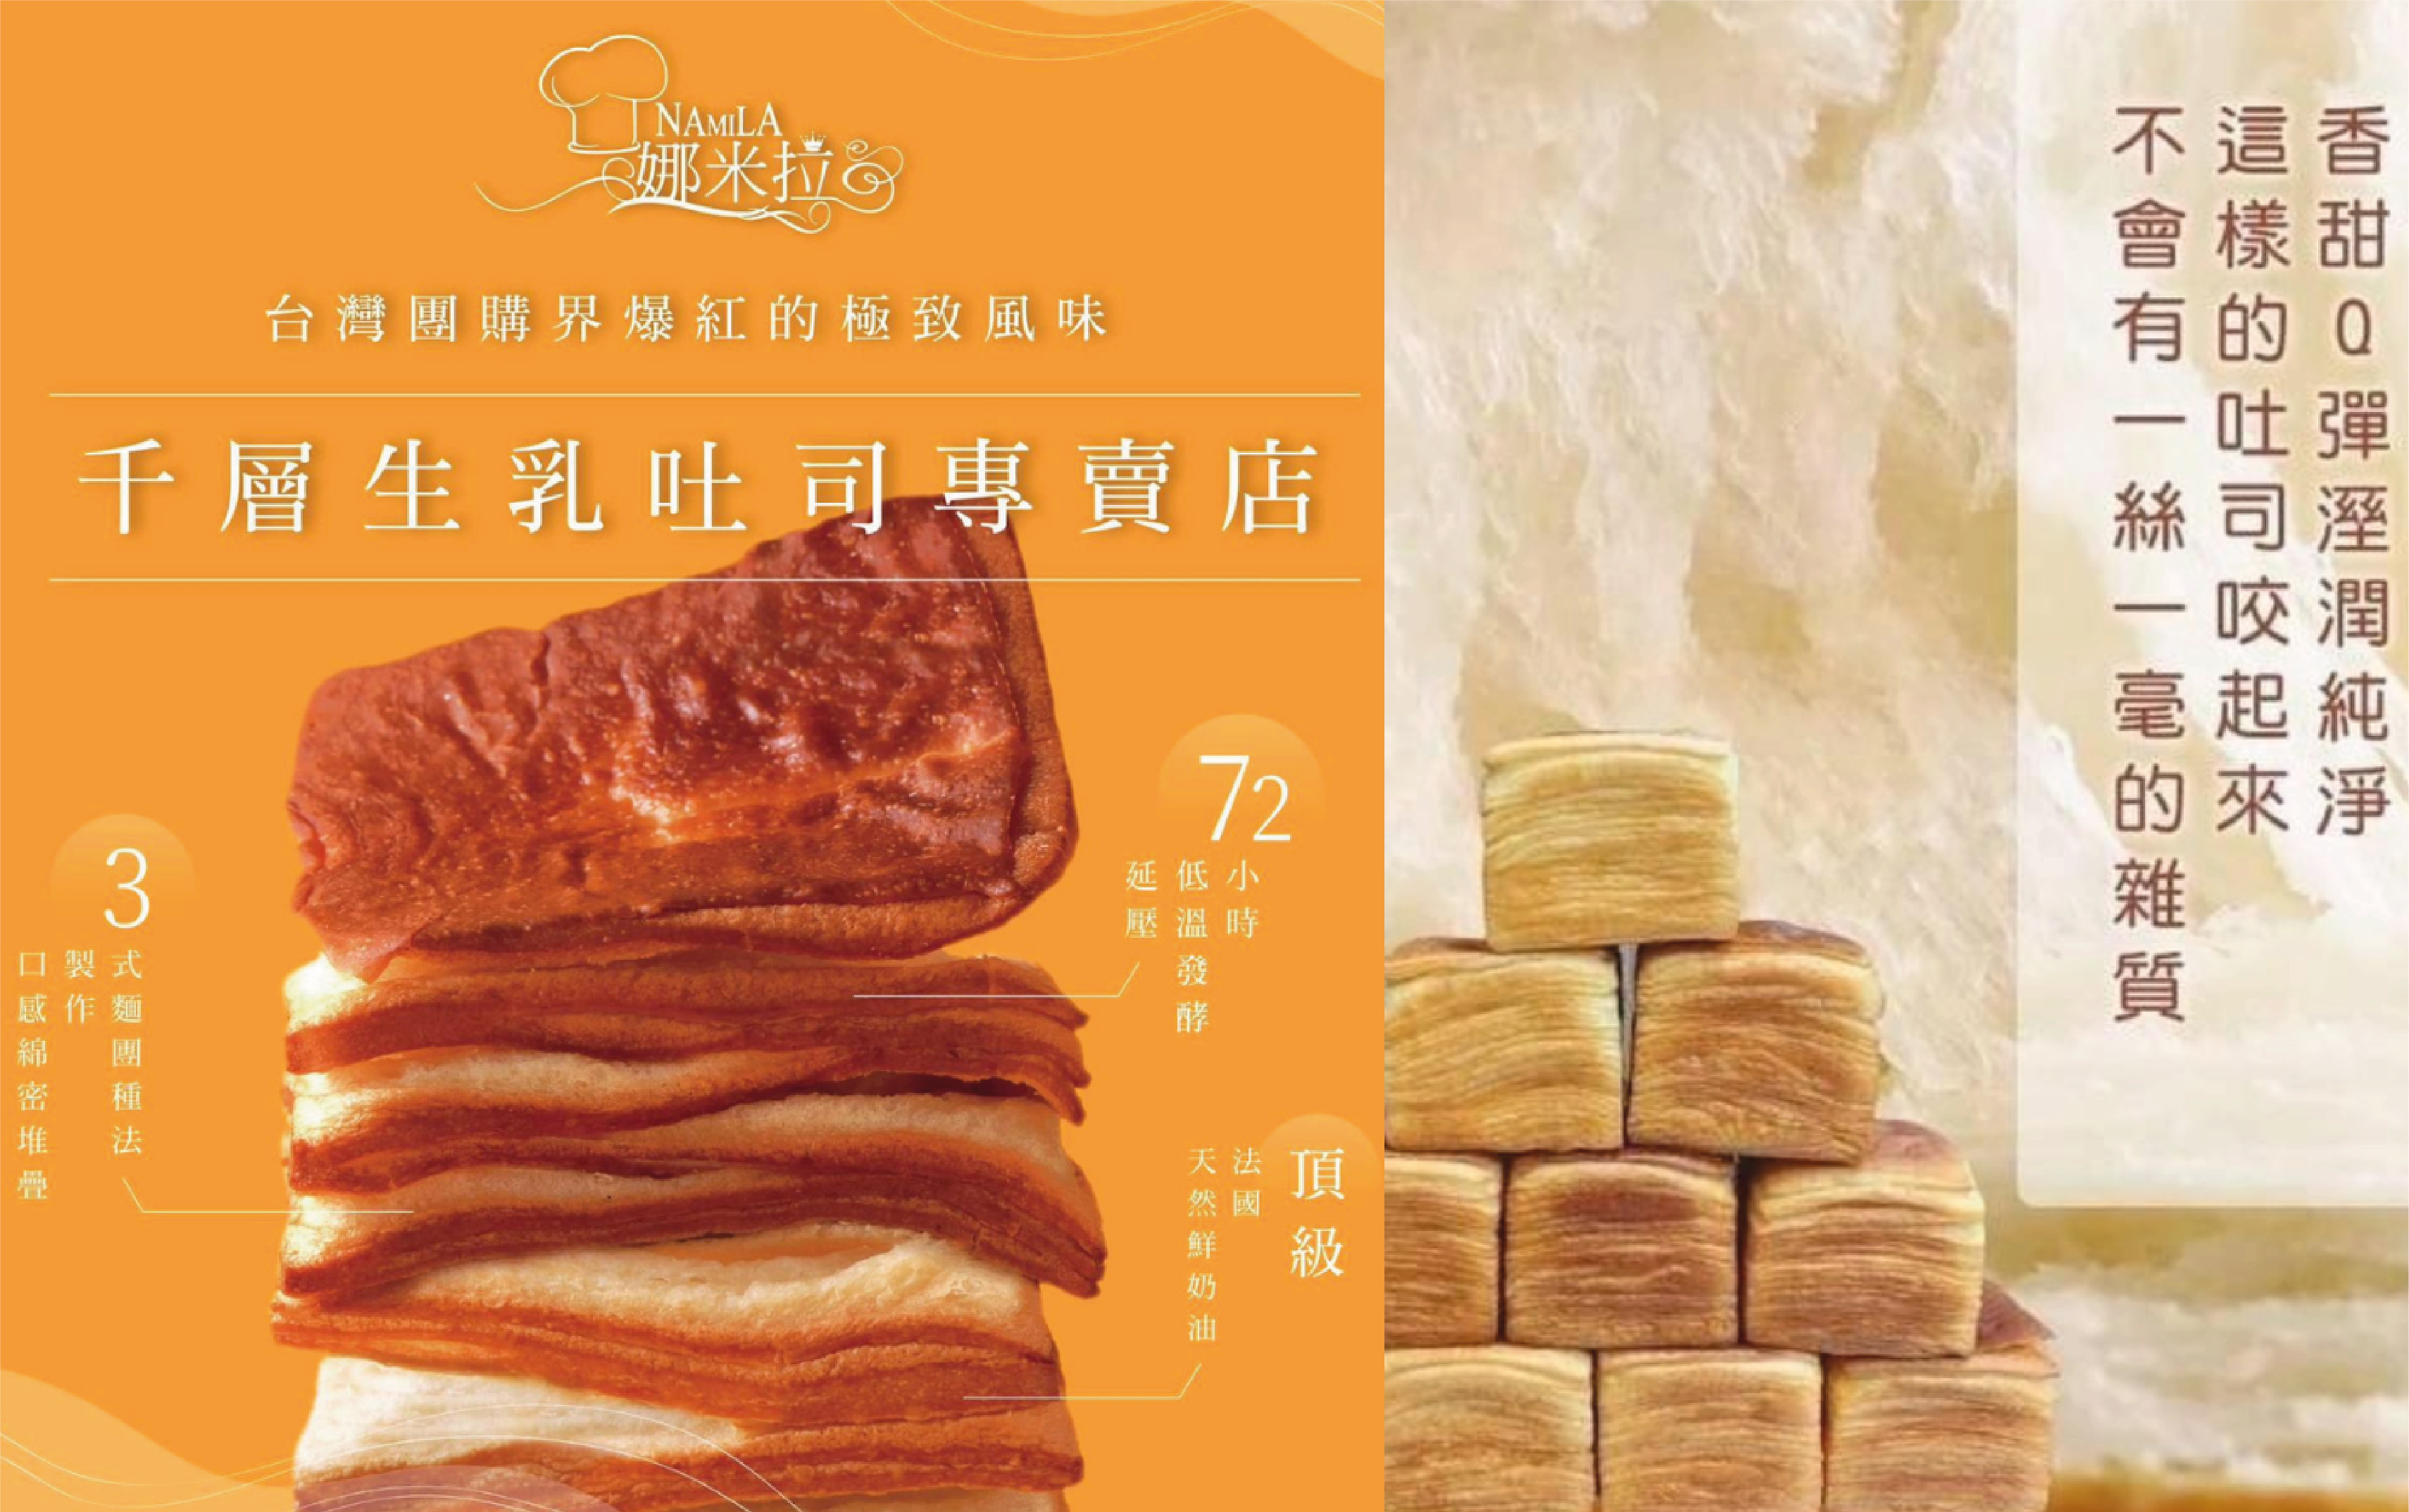 NAMILA
娜米拉
台灣團購界爆紅的極致風味
千層生乳吐司專賣店
72
小時
低溫發酵
延壓
3
式麵團種法
製作
口感綿密堆疊
頂級
法國
天然鮮奶油
香甜Q彈溼潤純淨
這樣的吐司咬起來
不會有一絲一毫的雜質